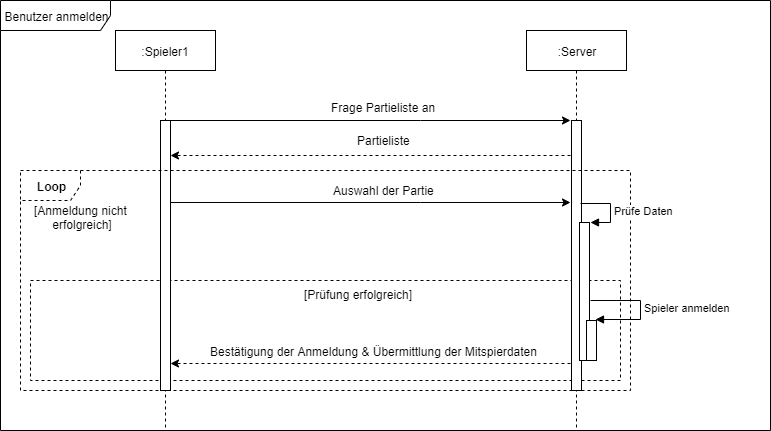 Benutzer anmelden
:Spieler1
:Server
Frage Partieliste an
Partieliste
Loop
Auswahl der Partie
[Anmeldung nicht
erfolgreich]
Prüfe Daten
[Prüfung erfolgreich]
Spieler anmelden
Bestätigung der Anmeldung & Übermittlung der Mitspierdaten